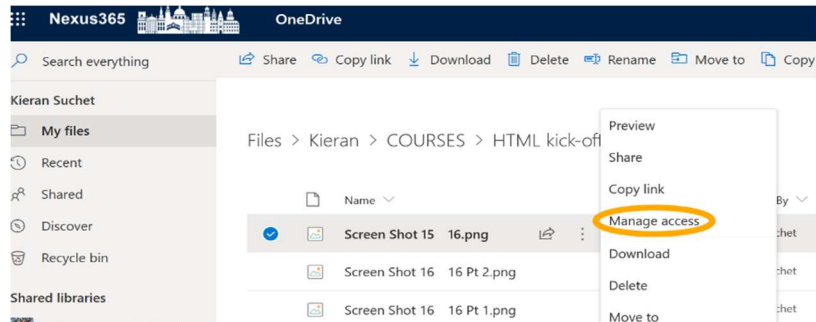 Nexus365 OneDrive
Search everything Share Copy link Download Delete Rename Move to Copy
Kieran Suchet
My files
Recent
Shared
Discover
Recycle bin
Shared libraries
Files > Kieran > COURSES > HTML kick-off
Name By
Screen Shot 15 16.png chet
Screen Shot 16 16 Pt 2.png chet
Screen Shot 16 16 Pt 1.png chet
Preview
Share
Copy link
Manage access
Download
Delete
Move to